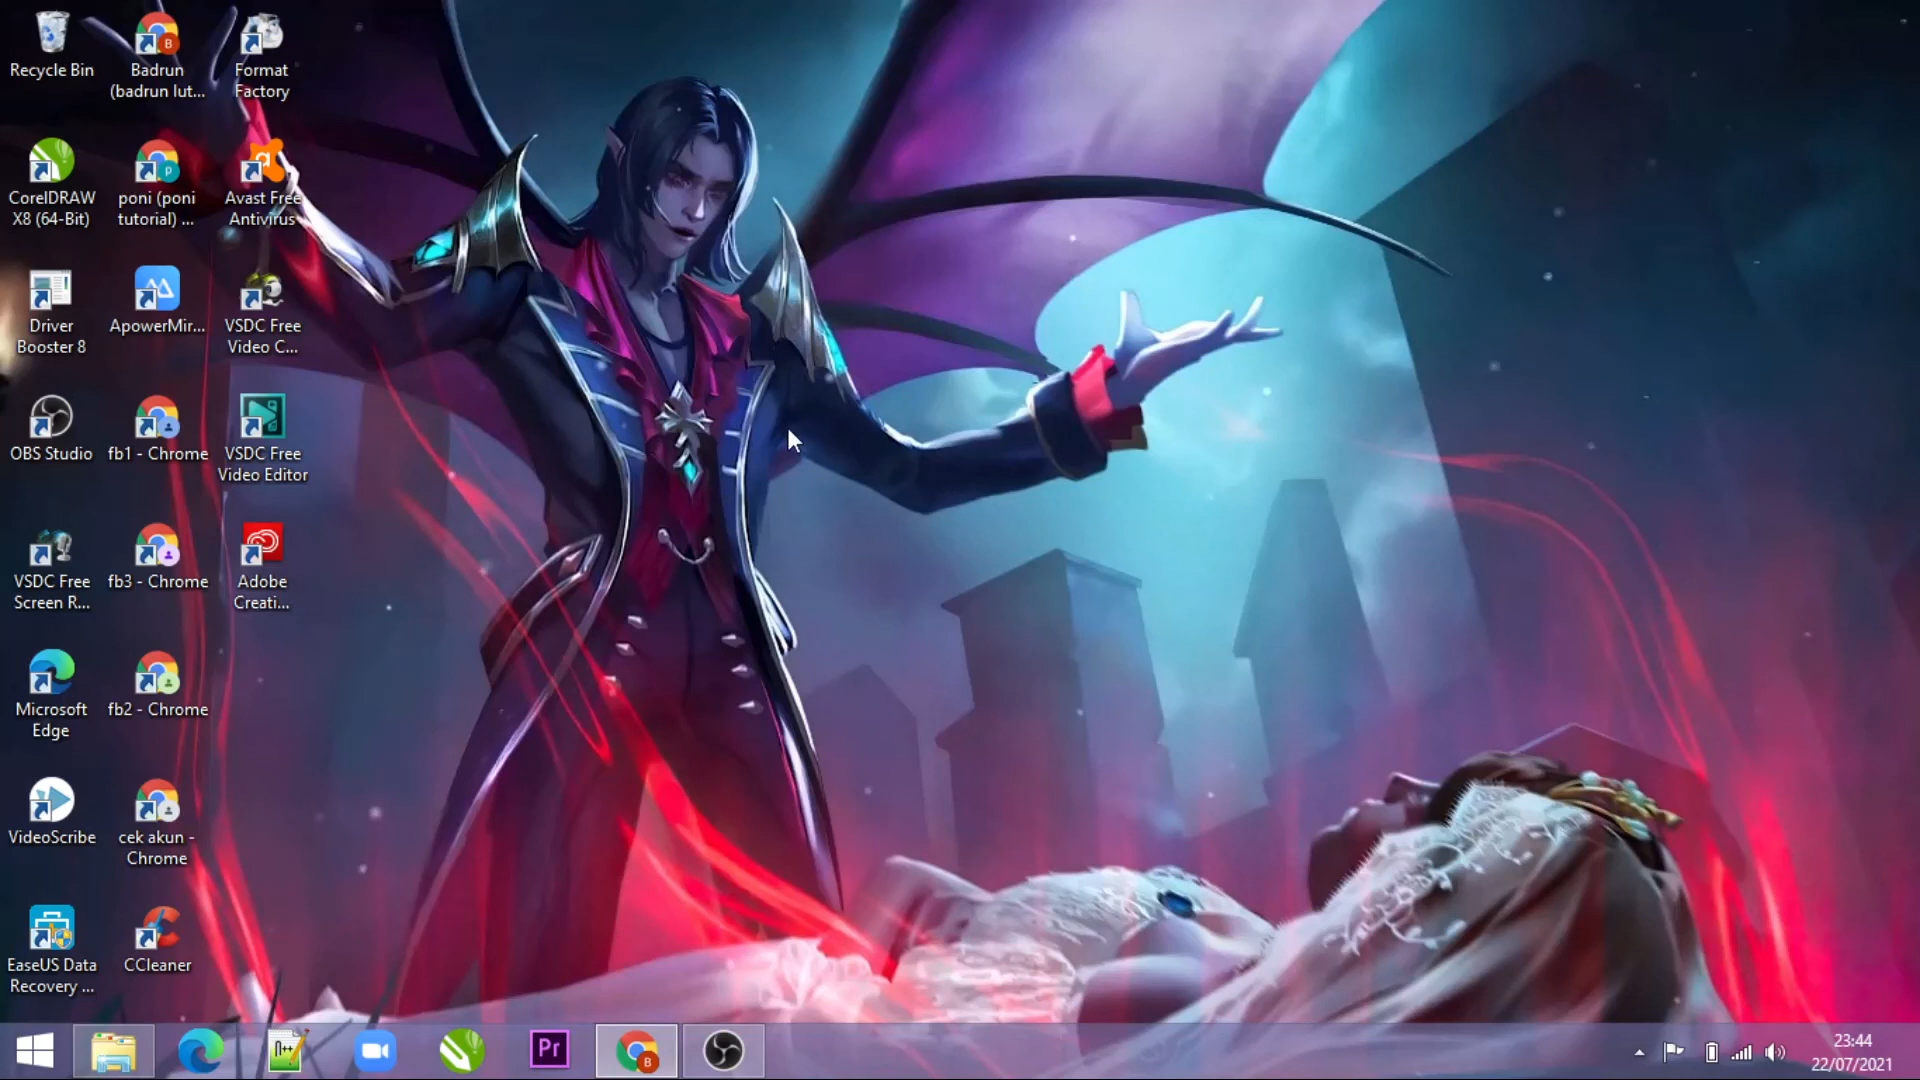 Recycle Bin
Badrun
(badrun lut...
Format
Factory
CorelDRAW
X8 (64-Bit)
poni (poni
tutorial) ...
Avast Free
Antivirus
Driver
Booster 8
ApowerMir...
VSDC Free
Video C...
OBS Studio
fb1 - Chrome
VSDC Free
Video Editor
VSDC Free
Screen R...
fb3 - Chrome
Adobe
Creati...
Microsoft
Edge
fb2 - Chrome
VideoScribe
cek akun -
Chrome
EaseUS Data
Recovery ...
CCleaner
n++
Pr
B
23:44
22/07/2021